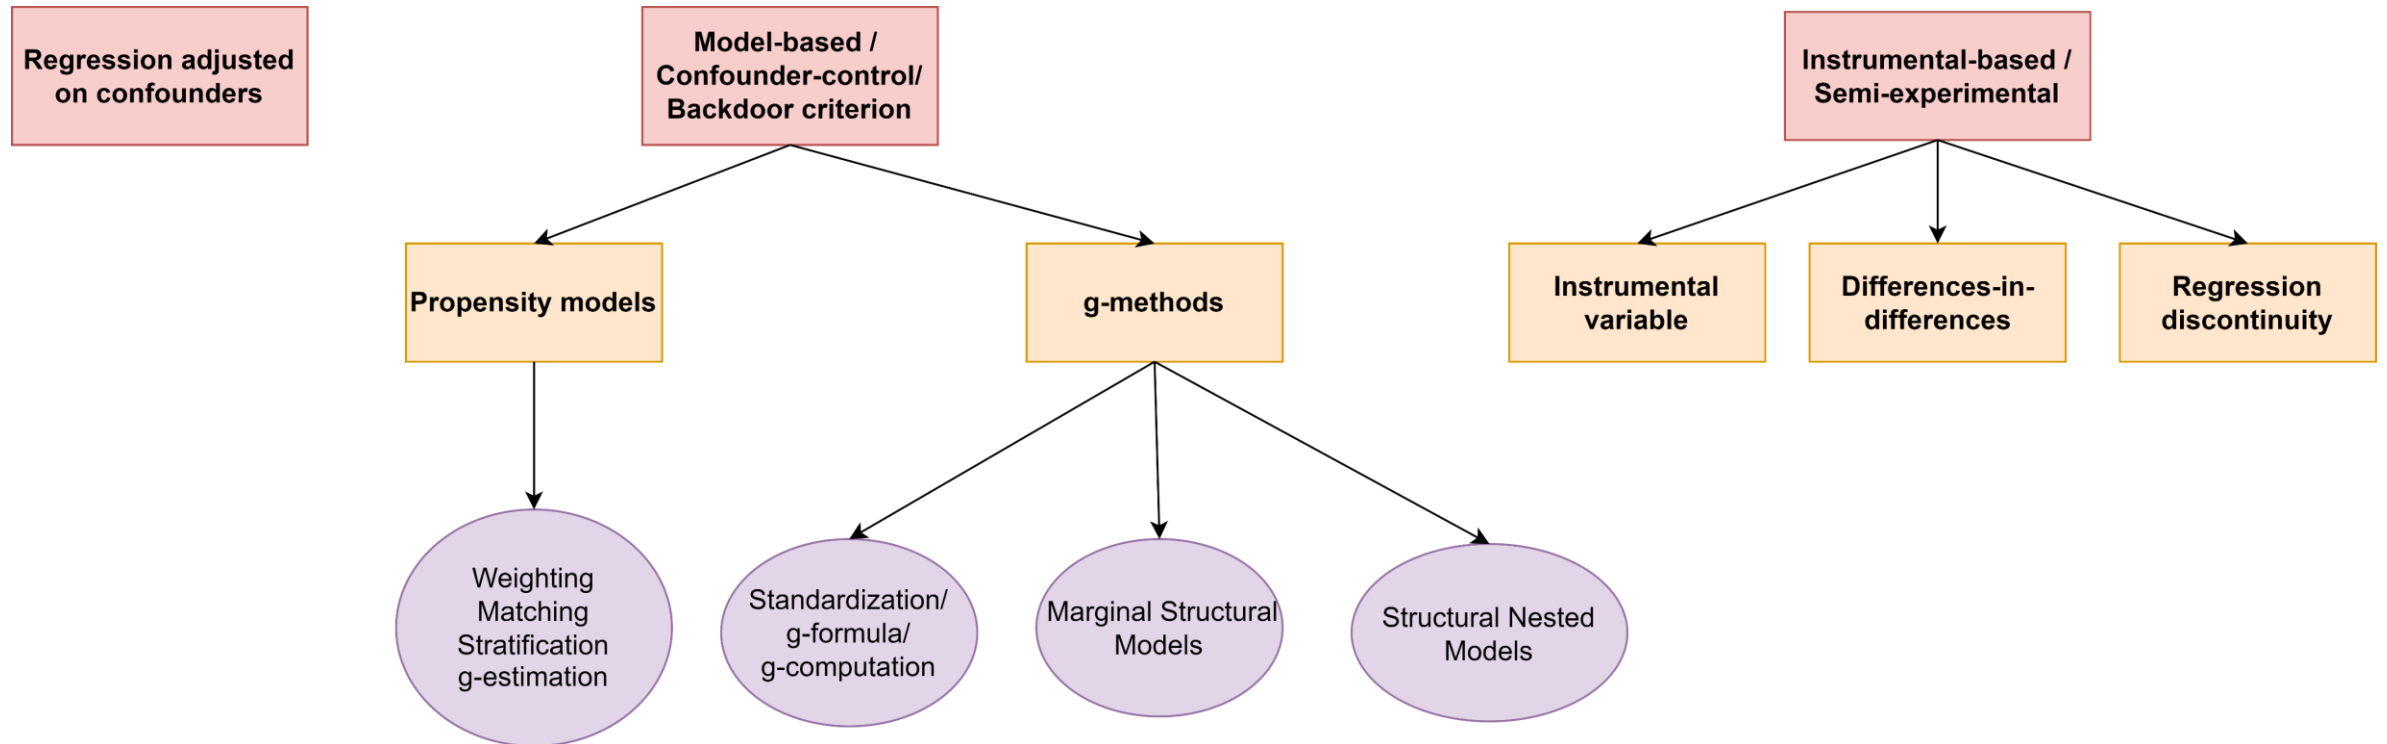 Regression adjusted
on confounders
Model-based /
Confounder-control/
Backdoor criterion
Instrumental-based /
Semi-experimental
Propensity models
g-methods
Instrumental
variable
Differences-in-
differences
Regression
discontinuity
Weighting
Matching
Stratification
g-estimation
Standardization/
g-formula/
g-computation
Marginal Structural
Models
Structural Nested
Models